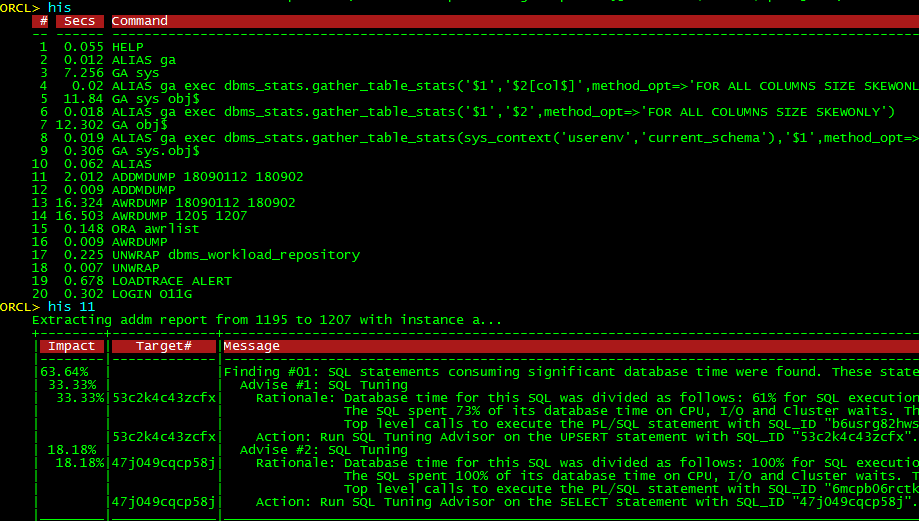 ORCL> his
# Secs Command
-- ------ --------------------------------------------------
1 0.055 HELP
2 0.012 ALIAS ga
3 7.256 GA sys
4 0.02 ALIAS ga exec dbms_stats.gather_table_stats('$1','$2[col$]',method_opt=>'FOR ALL COLUMNS SIZE SKEWONLY
5 11.84 GA sys obj$
6 0.018 ALIAS ga exec dbms_stats.gather_table_stats('$1','$2',method_opt=>'FOR ALL COLUMNS SIZE SKEWONLY')
7 12.302 GA obj$
8 0.019 ALIAS ga exec dbms_stats.gather_table_stats(sys_context('userenv','current_schema'),'$1',method_opt=>
9 0.306 GA sys.obj$
10 0.062 ALIAS
11 2.012 ADDMDUMP 18090112 180902
12 0.009 ADDMDUMP
13 16.324 AWRDUMP 18090112 180902
14 16.503 AWRDUMP 1205 1207
15 0.148 ORA awrlist
16 0.009 AWRDUMP
17 0.225 UNWRAP dbms_workload_repository
18 0.007 UNWRAP
19 0.678 LOADTRACE ALERT
20 0.302 LOGIN O11G
ORCL> his 11
Extracting addm report from 1195 to 1207 with instance a...
| Impact | Target# |Message
|63.64% | |Finding #01: SQL statements consuming significant database time were found. These state
| 33.33% | | Advise #1: SQL Tuning
| 33.33%|53c2k4c43zcfx| Rationale: Database time for this SQL was divided as follows: 61% for SQL execution
| | | The SQL spent 73% of its database time on CPU, I/O and Cluster waits. Th
| | | Top level calls to execute the PL/SQL statement with SQL_ID "b6usrg82hws
| |53c2k4c43zcfx| Action: Run SQL Tuning Advisor on the UPSERT statement with SQL_ID "53c2k4c43zcfx".
| 18.18% | | Advise #2: SQL Tuning
| 18.18%|47j049cqcp58j| Rationale: Database time for this SQL was divided as follows: 100% for SQL executio
| | | The SQL spent 100% of its database time on CPU, I/O and Cluster waits. T
| | | Top level calls to execute the PL/SQL statement with SQL_ID "6mcpb06rctk
| |47j049cqcp58j| Action: Run SQL Tuning Advisor on the SELECT statement with SQL_ID "47j049cqcp58j".